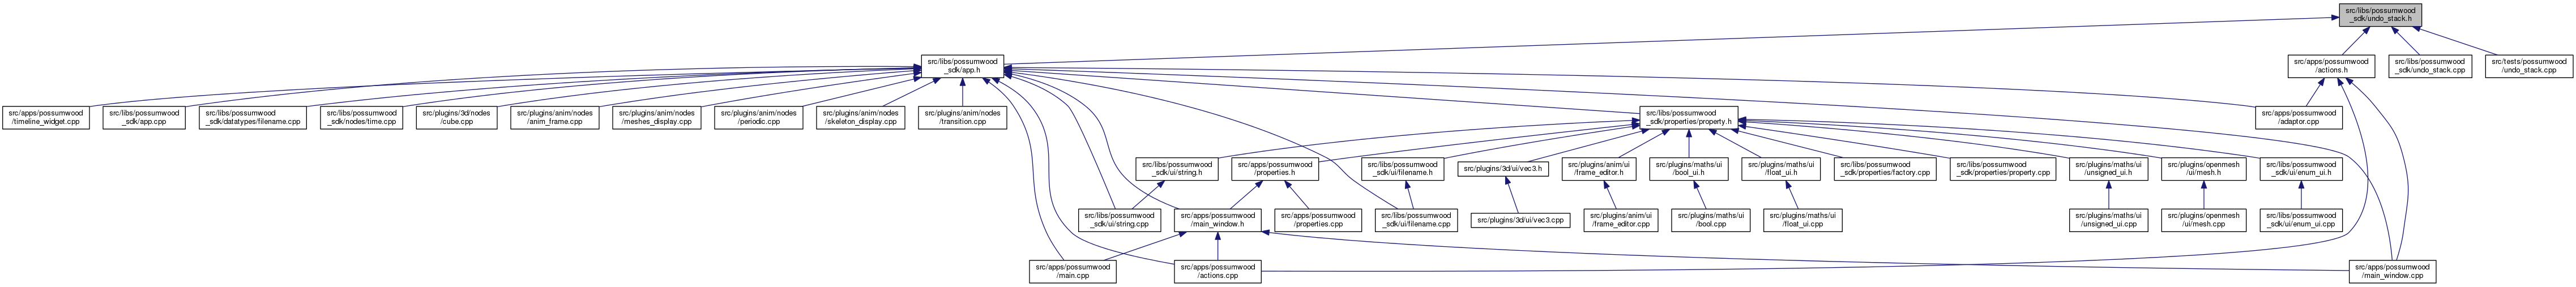 src/libs/possumwood
_sdk/undo_stack.h
src/libs/possumwood
_sdk/app.h
src/apps/possumwood
/actions.h
src/libs/possumwood
_sdk/undo_stack.cpp
src/tests/possumwood
/undo_stack.cpp
src/apps/possumwood
/timeline_widget.cpp
src/libs/possumwood
_sdk/app.cpp
src/libs/possumwood
_sdk/datatypes/filename.cpp
src/libs/possumwood
_sdk/nodes/time.cpp
src/plugins/3d/nodes
/cube.cpp
src/plugins/anim/nodes
/anim_frame.cpp
src/plugins/anim/nodes
/meshes_display.cpp
src/plugins/anim/nodes
/periodic.cpp
src/plugins/anim/nodes
/skeleton_display.cpp
src/plugins/anim/nodes
/transition.cpp
src/libs/possumwood
_sdk/properties/property.h
src/apps/possumwood
/adaptor.cpp
src/libs/possumwood
_sdk/ui/string.h
src/apps/possumwood
/properties.h
src/libs/possumwood
_sdk/ui/filename.h
src/plugins/3d/ui/vec3.h
src/plugins/anim/ui
/frame_editor.h
src/plugins/maths/ui
/bool_ui.h
src/plugins/maths/ui
/float_ui.h
src/libs/possumwood
_sdk/properties/factory.cpp
src/libs/possumwood
_sdk/properties/property.cpp
src/plugins/maths/ui
/unsigned_ui.h
src/plugins/openmesh
/ui/mesh.h
src/libs/possumwood
_sdk/ui/enum_ui.h
src/libs/possumwood
_sdk/ui/string.cpp
src/apps/possumwood
/main_window.h
src/apps/possumwood
/properties.cpp
src/libs/possumwood
_sdk/ui/filename.cpp
src/plugins/3d/ui/vec3.cpp
src/plugins/anim/ui
/frame_editor.cpp
src/plugins/maths/ui
/bool.cpp
src/plugins/maths/ui
/float_ui.cpp
src/plugins/maths/ui
/unsigned_ui.cpp
src/plugins/openmesh
/ui/mesh.cpp
src/libs/possumwood
_sdk/ui/enum_ui.cpp
src/apps/possumwood
/main.cpp
src/apps/possumwood
/actions.cpp
src/apps/possumwood
/main_window.cpp